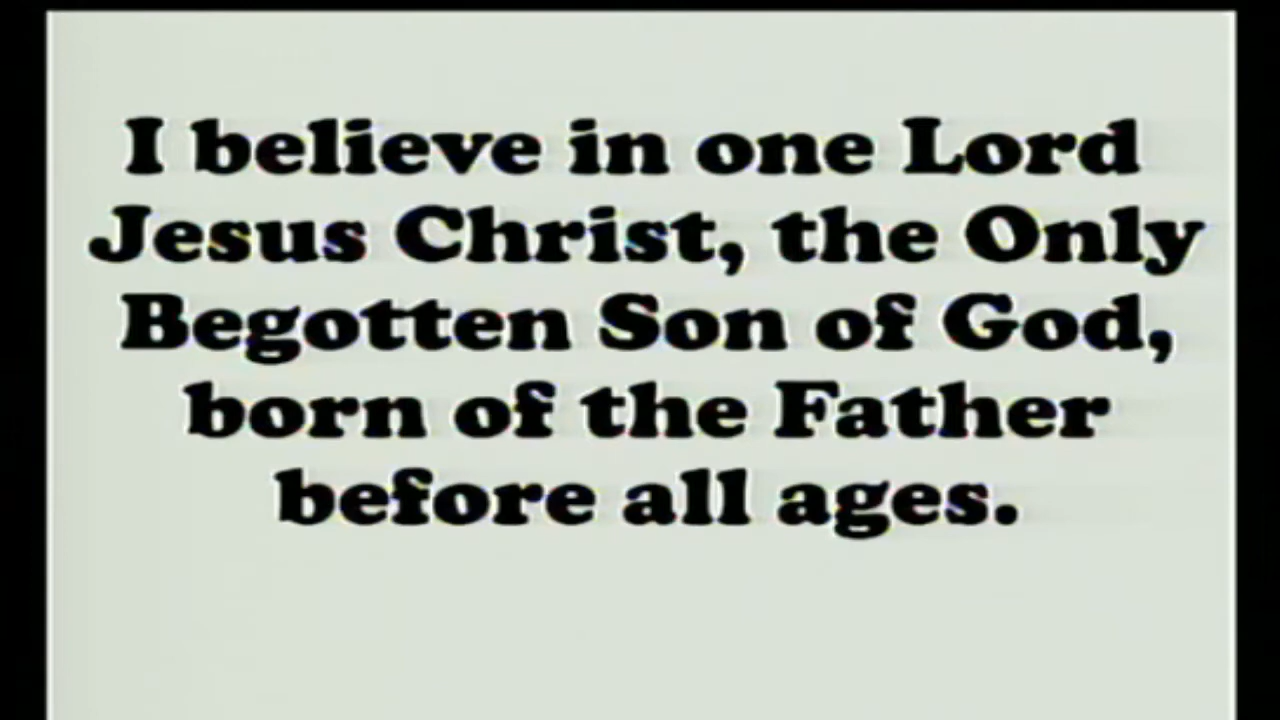 I believe in one Lord
Jesus Christ, the Only
Begotten Son of God,
born of the Father
before all ages.